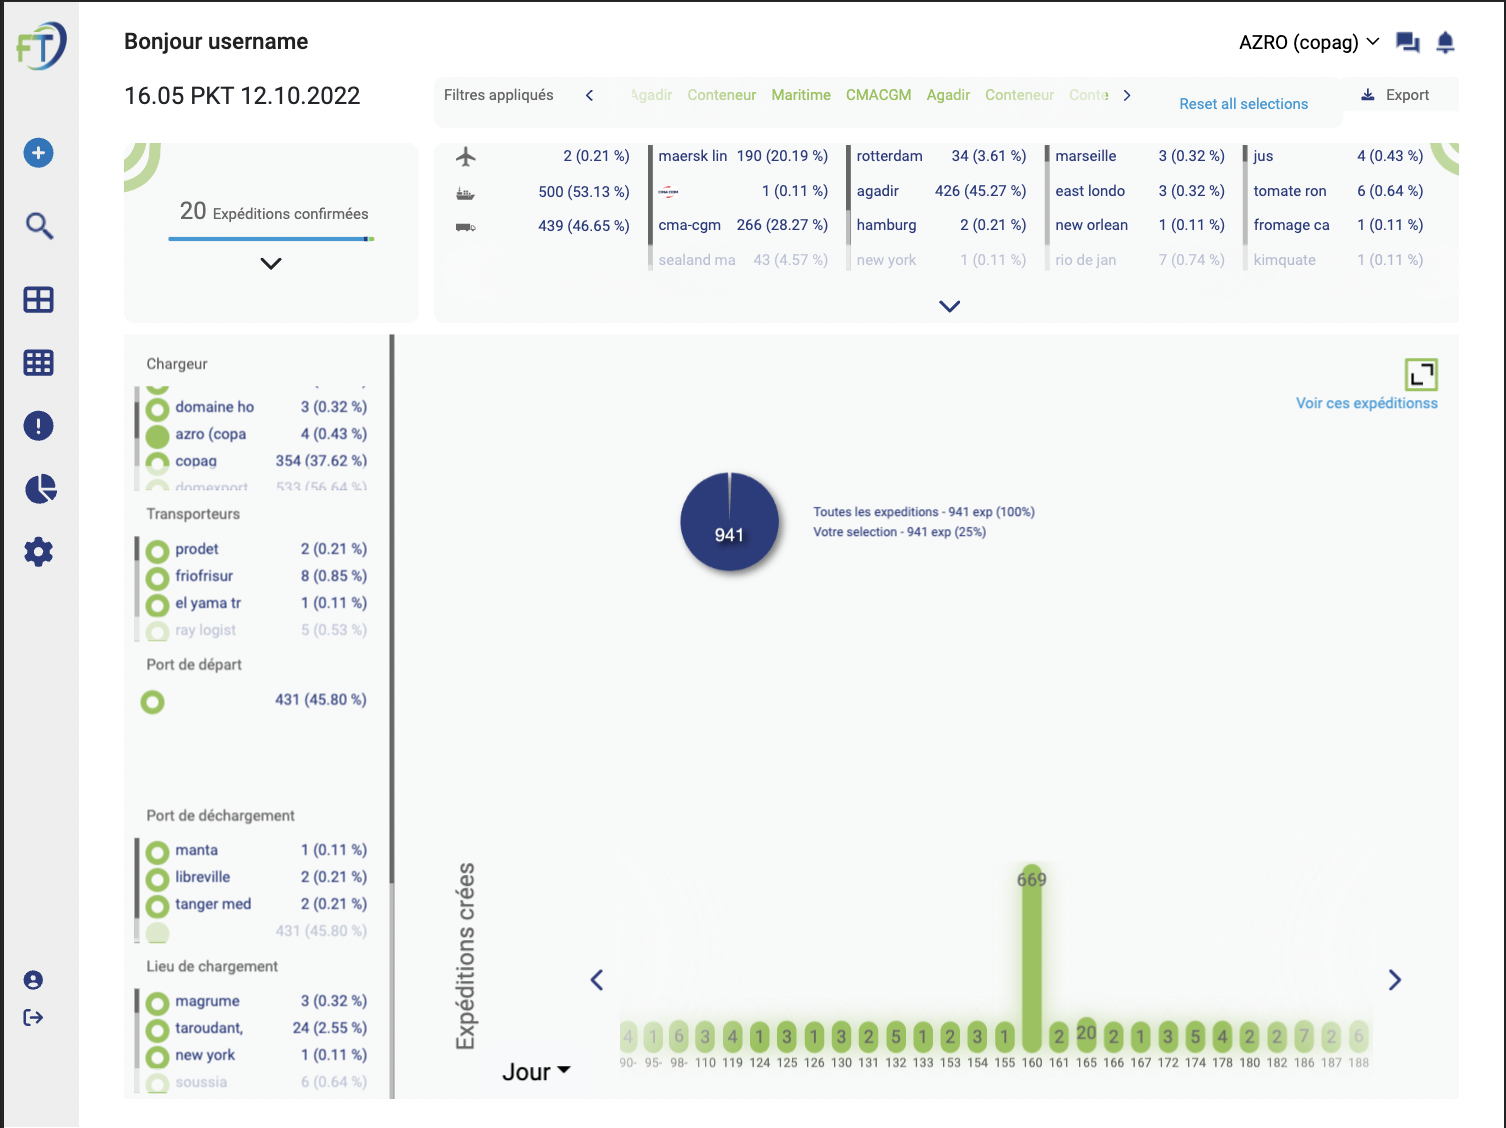 FT
Bonjour username
AZRO (copag)
16.05 PKT 12.10.2022
Filtres appliqués
Agadir Conteneur Maritime CMACGM Agadir Conteneur Conte
Reset all selections
Export
20 Expéditions confirmées
2 (0.21 %)
500 (53.13 %)
439 (46.65 %)
maersk lin 190 (20.19 %)
CMA CGM 1 (0.11 %)
cma-cgm 266 (28.27 %)
sealand ma 43 (4.57 %)
rotterdam 34 (3.61 %)
agadir 426 (45.27 %)
hamburg 2 (0.21 %)
new york 1 (0.11 %)
marseille 3 (0.32 %)
east londo 3 (0.32 %)
new orlean 1 (0.11 %)
rio de jan 7 (0.74 %)
jus 4 (0.43 %)
tomate ron 6 (0.64 %)
fromage ca 1 (0.11 %)
kimquate 1 (0.11 %)
Chargeur
domaine ho 3 (0.32 %)
azro (copa 4 (0.43 %)
copag 354 (37.62 %)
domexport 533 (56.64 %)
Transporteurs
prodet 2 (0.21 %)
friofrisur 8 (0.85 %)
el yama tr 1 (0.11 %)
ray logist 5 (0.53 %)
Port de départ
431 (45.80 %)
Port de déchargement
manta 1 (0.11 %)
libreville 2 (0.21 %)
tanger med 2 (0.21 %)
431 (45.80 %)
Lieu de chargement
magrume 3 (0.32 %)
taroudant, 24 (2.55 %)
new york 1 (0.11 %)
soussia 6 (0.64 %)
Voir ces expéditionss
941
Toutes les expeditions - 941 exp (100%)
Votre selection - 941 exp (25%)
Expéditions crées
669
4 1 6 3 4 1 3 1 3 2 5 1 2 3 1 2 20 2 1 3 5 4 2 2 7 2 6
90- 95- 98- 110 119 124 125 126 130 131 132 133 153 154 155 160 161 165 166 167 172 174 178 180 182 186 187 188
Jour